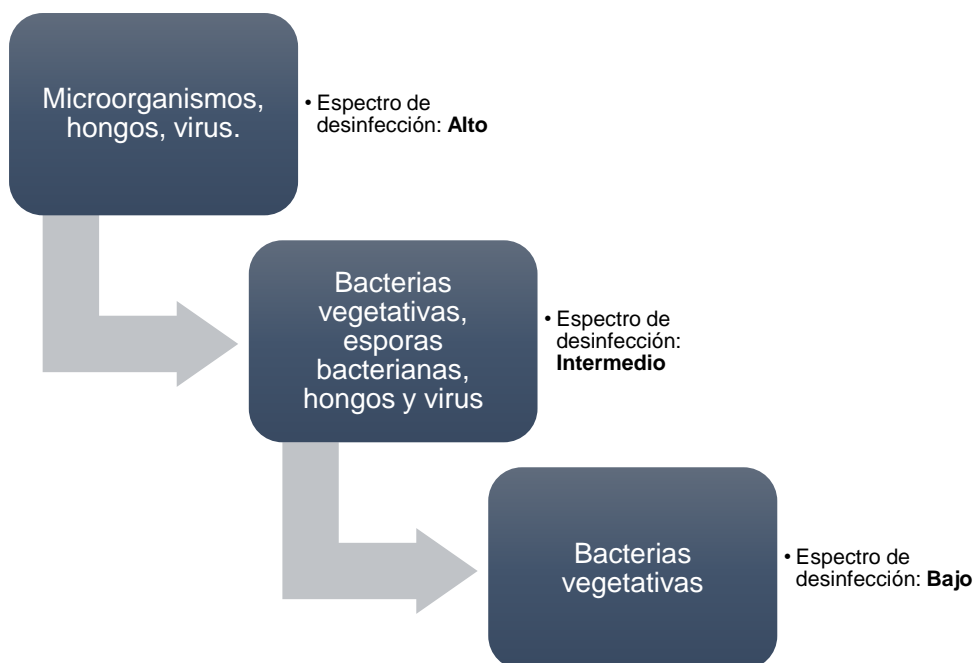 Microorganismos,
hongos, virus.
• Espectro de
desinfección: Alto
Bacterias
vegetativas,
esporas
bacterianas,
hongos y virus
• Espectro de
desinfección:
Intermedio
Bacterias
vegetativas
• Espectro de
desinfección: Bajo